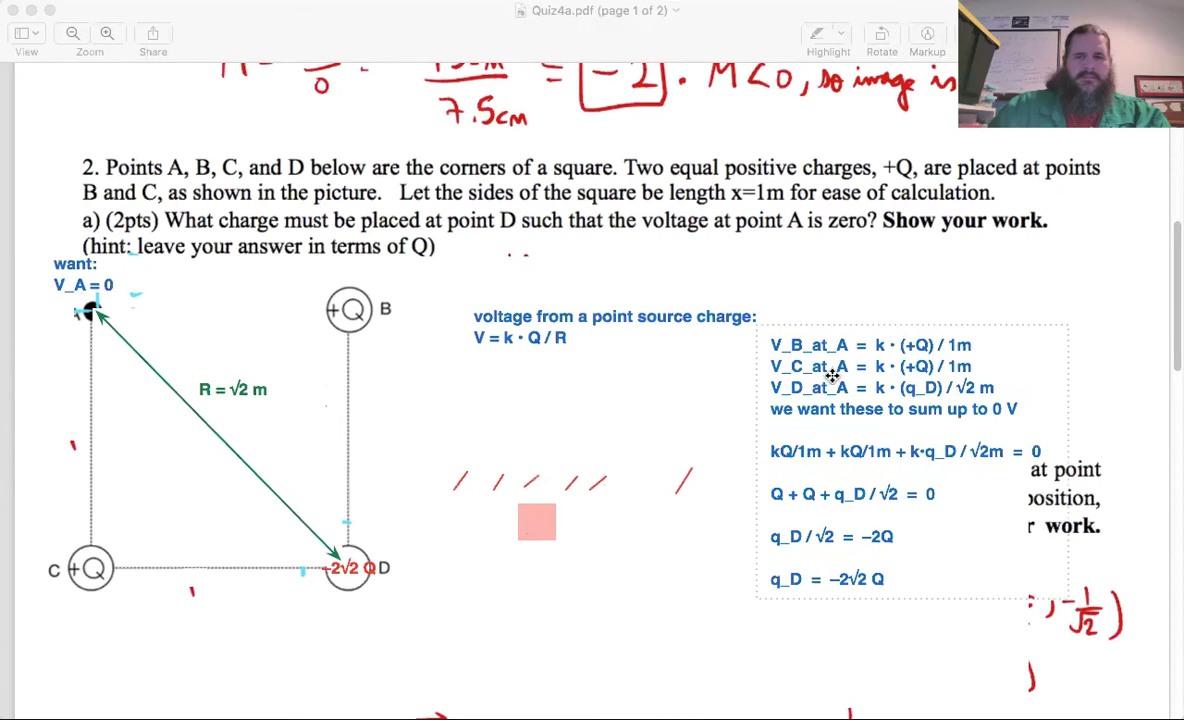 Quiz4a.pdf (page 1 of 2)
View Zoom Share Highlight Rotate Markup
0 7.5cm = -2 . M<0, so image is
2. Points A, B, C, and D below are the corners of a square. Two equal positive charges, +Q, are placed at points
B and C, as shown in the picture. Let the sides of the square be length x=1m for ease of calculation.
a) (2pts) What charge must be placed at point D such that the voltage at point A is zero? Show your work.
(hint: leave your answer in terms of Q)
want:
V_A = 0
+Q B
voltage from a point source charge:
V = k • Q / R
R = √2 m
V_B_at_A = k • (+Q) / 1m
V_C_at_A = k • (+Q) / 1m
V_D_at_A = k • (q_D) / √2 m
we want these to sum up to 0 V
kQ/1m + kQ/1m + k•q_D / √2m = 0
Q + Q + q_D / √2 = 0
q_D / √2 = −2Q
q_D = −2√2 Q
at point
position,
r work.
C +Q
−2√2 Q D
, -1/√2 )
)